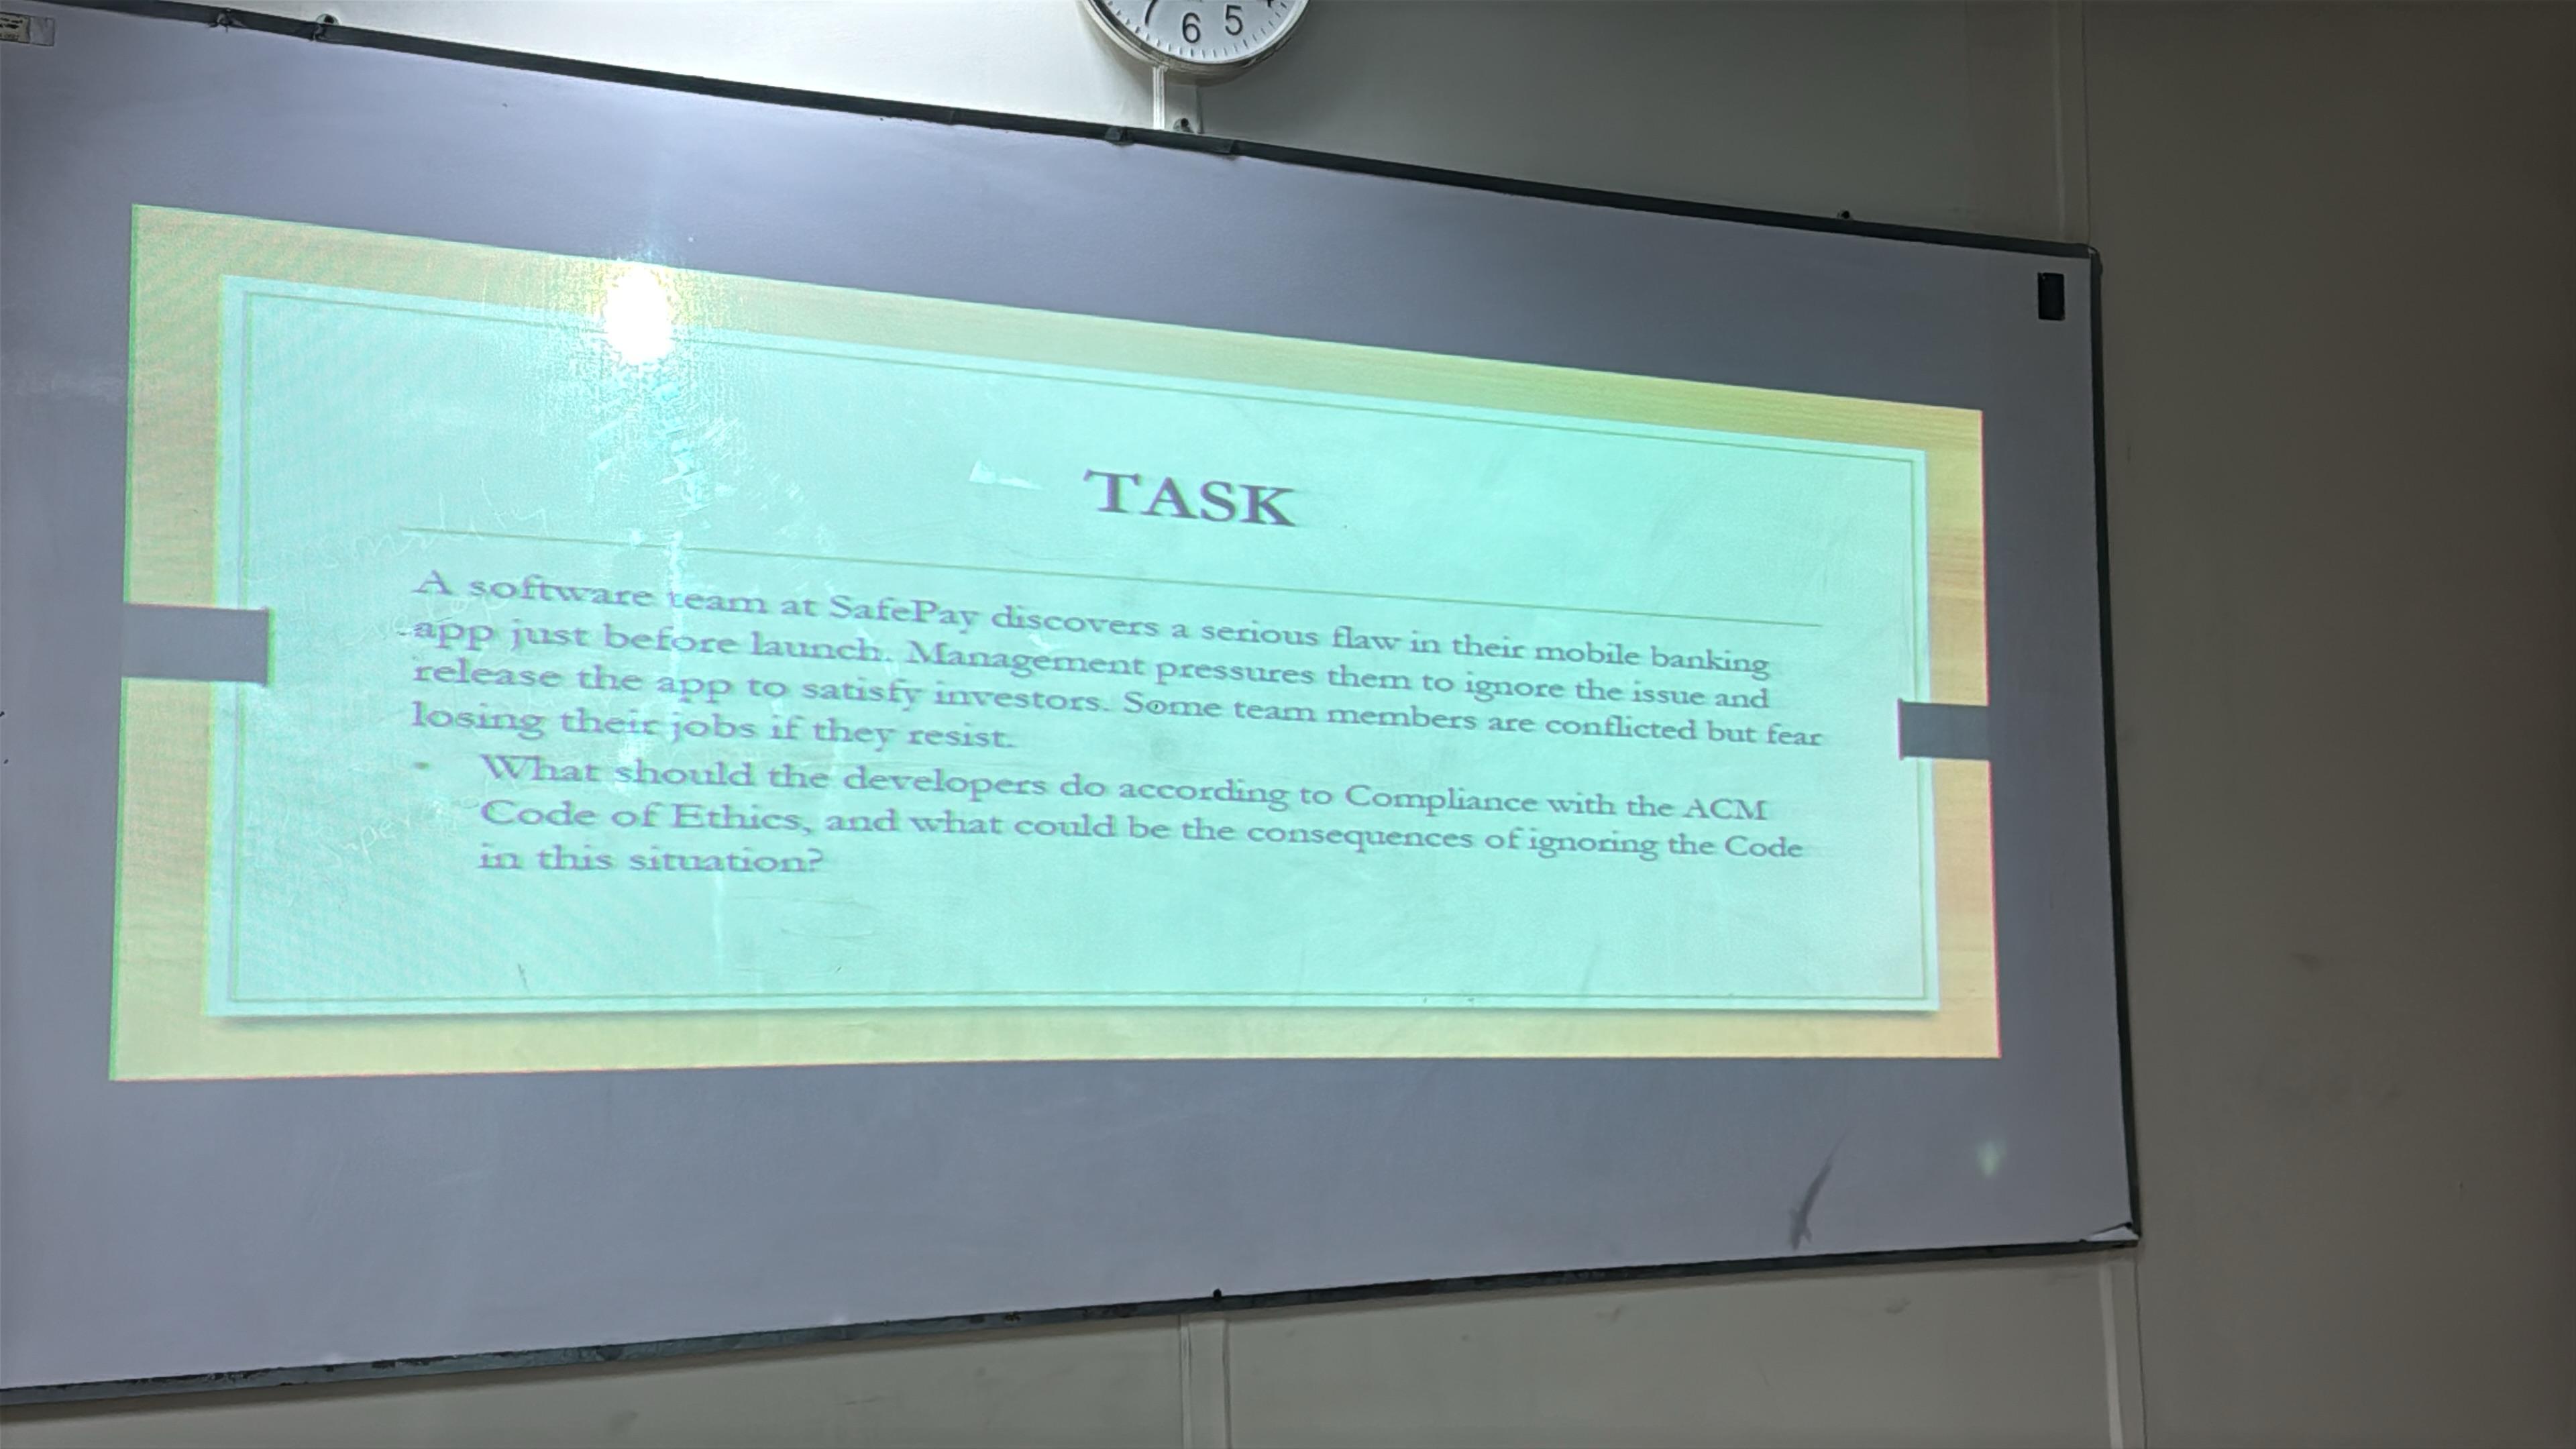 6 5
TASK
A software team at SafePay discovers a serious flaw in their mobile banking
app just before launch. Management pressures them to ignore the issue and
release the app to satisfy investors. Some team members are conflicted but fear
losing their jobs if they resist.
- What should the developers do according to Compliance with the ACM
Code of Ethics, and what could be the consequences of ignoring the Code
in this situation?